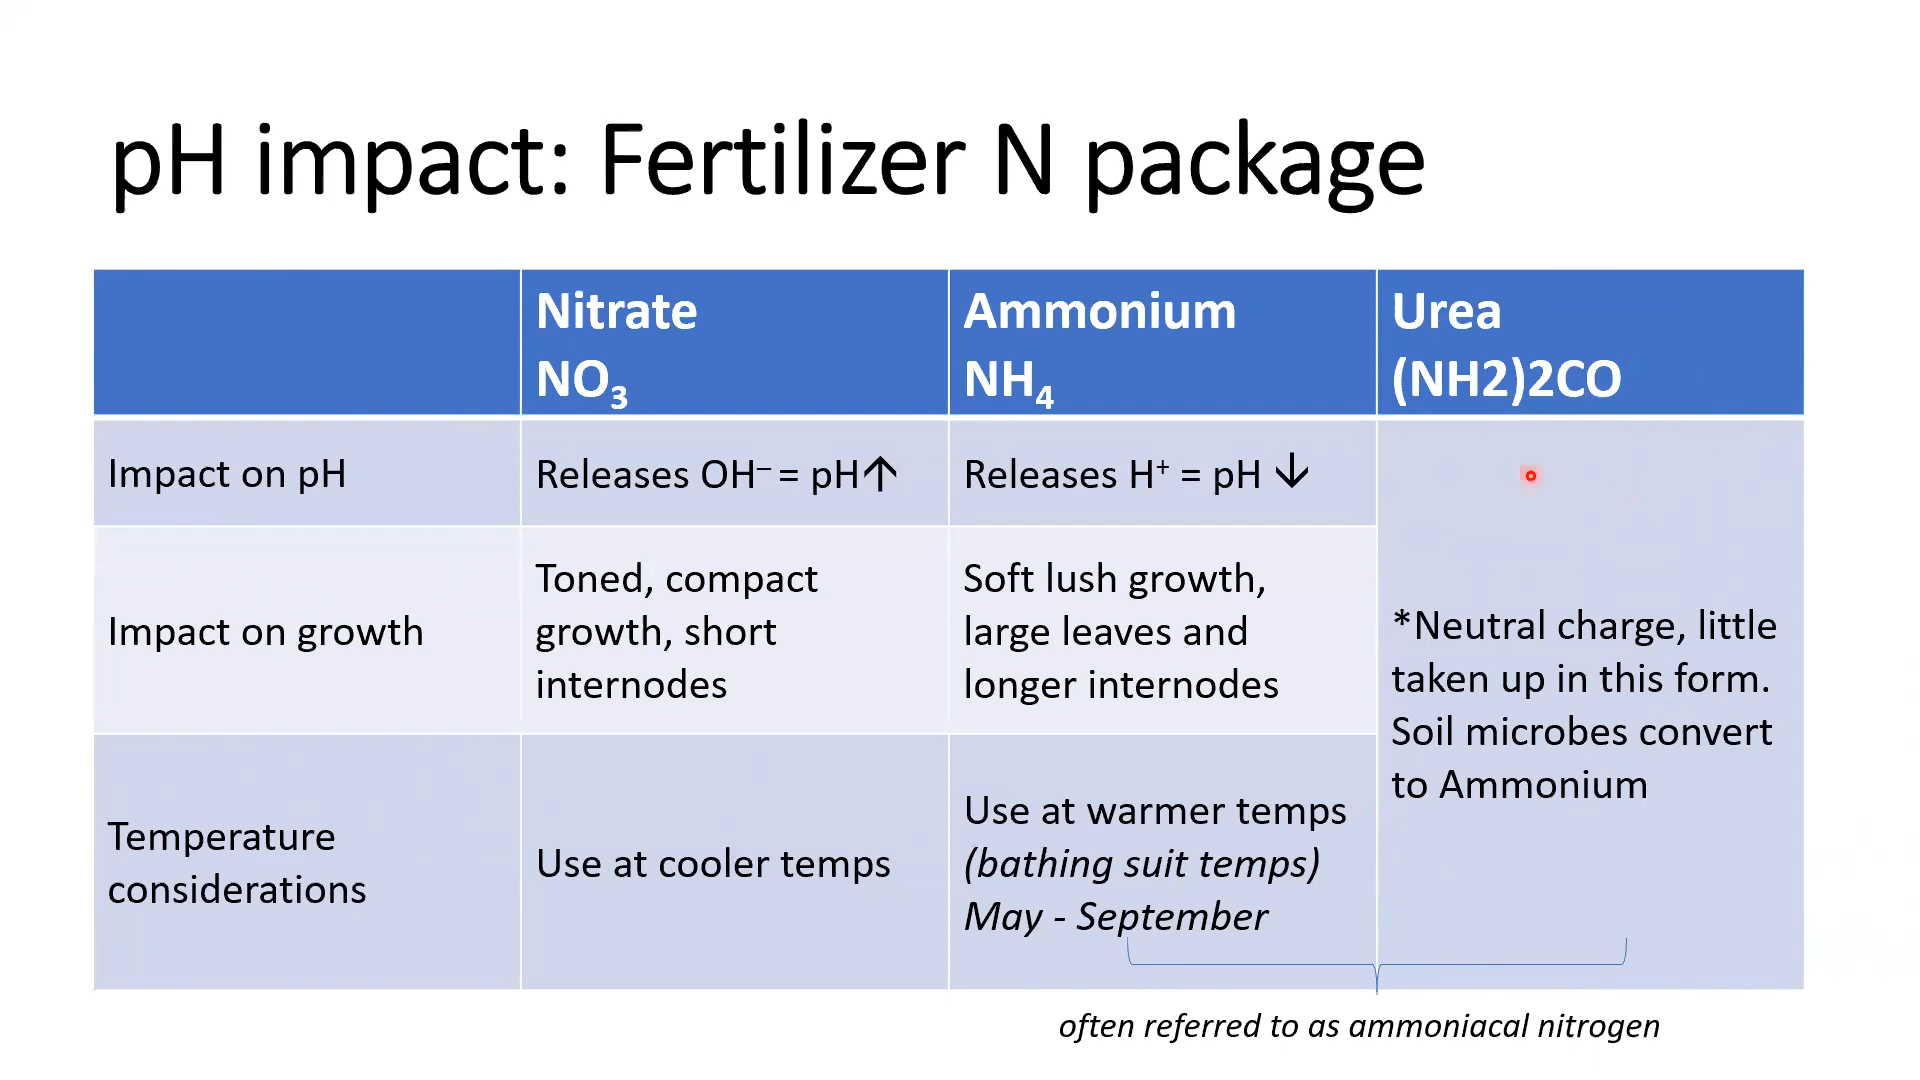 pH impact: Fertilizer N package
Nitrate
NO₃
Ammonium
NH₄
Urea
(NH2)2CO
Impact on pH
Releases OH⁻ = pH↑
Releases H⁺ = pH ↓
Impact on growth
Toned, compact
growth, short
internodes
Soft lush growth,
large leaves and
longer internodes
*Neutral charge, little
taken up in this form.
Soil microbes convert
to Ammonium
Temperature
considerations
Use at cooler temps
Use at warmer temps
(bathing suit temps)
May - September
often referred to as ammoniacal nitrogen